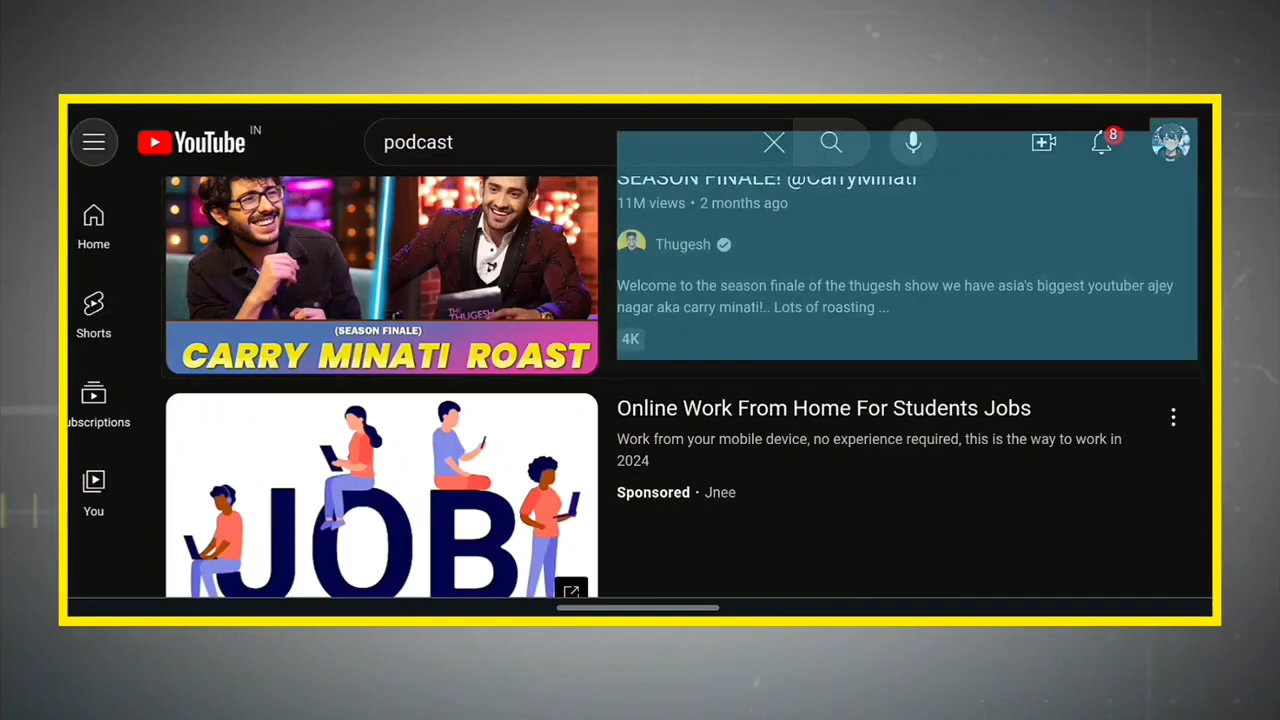 YouTube IN
podcast
8
SEASON FINALE! @CarryMinati
11M views • 2 months ago
Thugesh
Welcome to the season finale of the thugesh show we have asia's biggest youtuber ajey
nagar aka carry minati!.. Lots of roasting ...
4K
THE
THUGESH
(SEASON FINALE)
CARRY MINATI ROAST
Home
Shorts
ubscriptions
You
JOB
Online Work From Home For Students Jobs
Work from your mobile device, no experience required, this is the way to work in
2024
Sponsored • Jnee